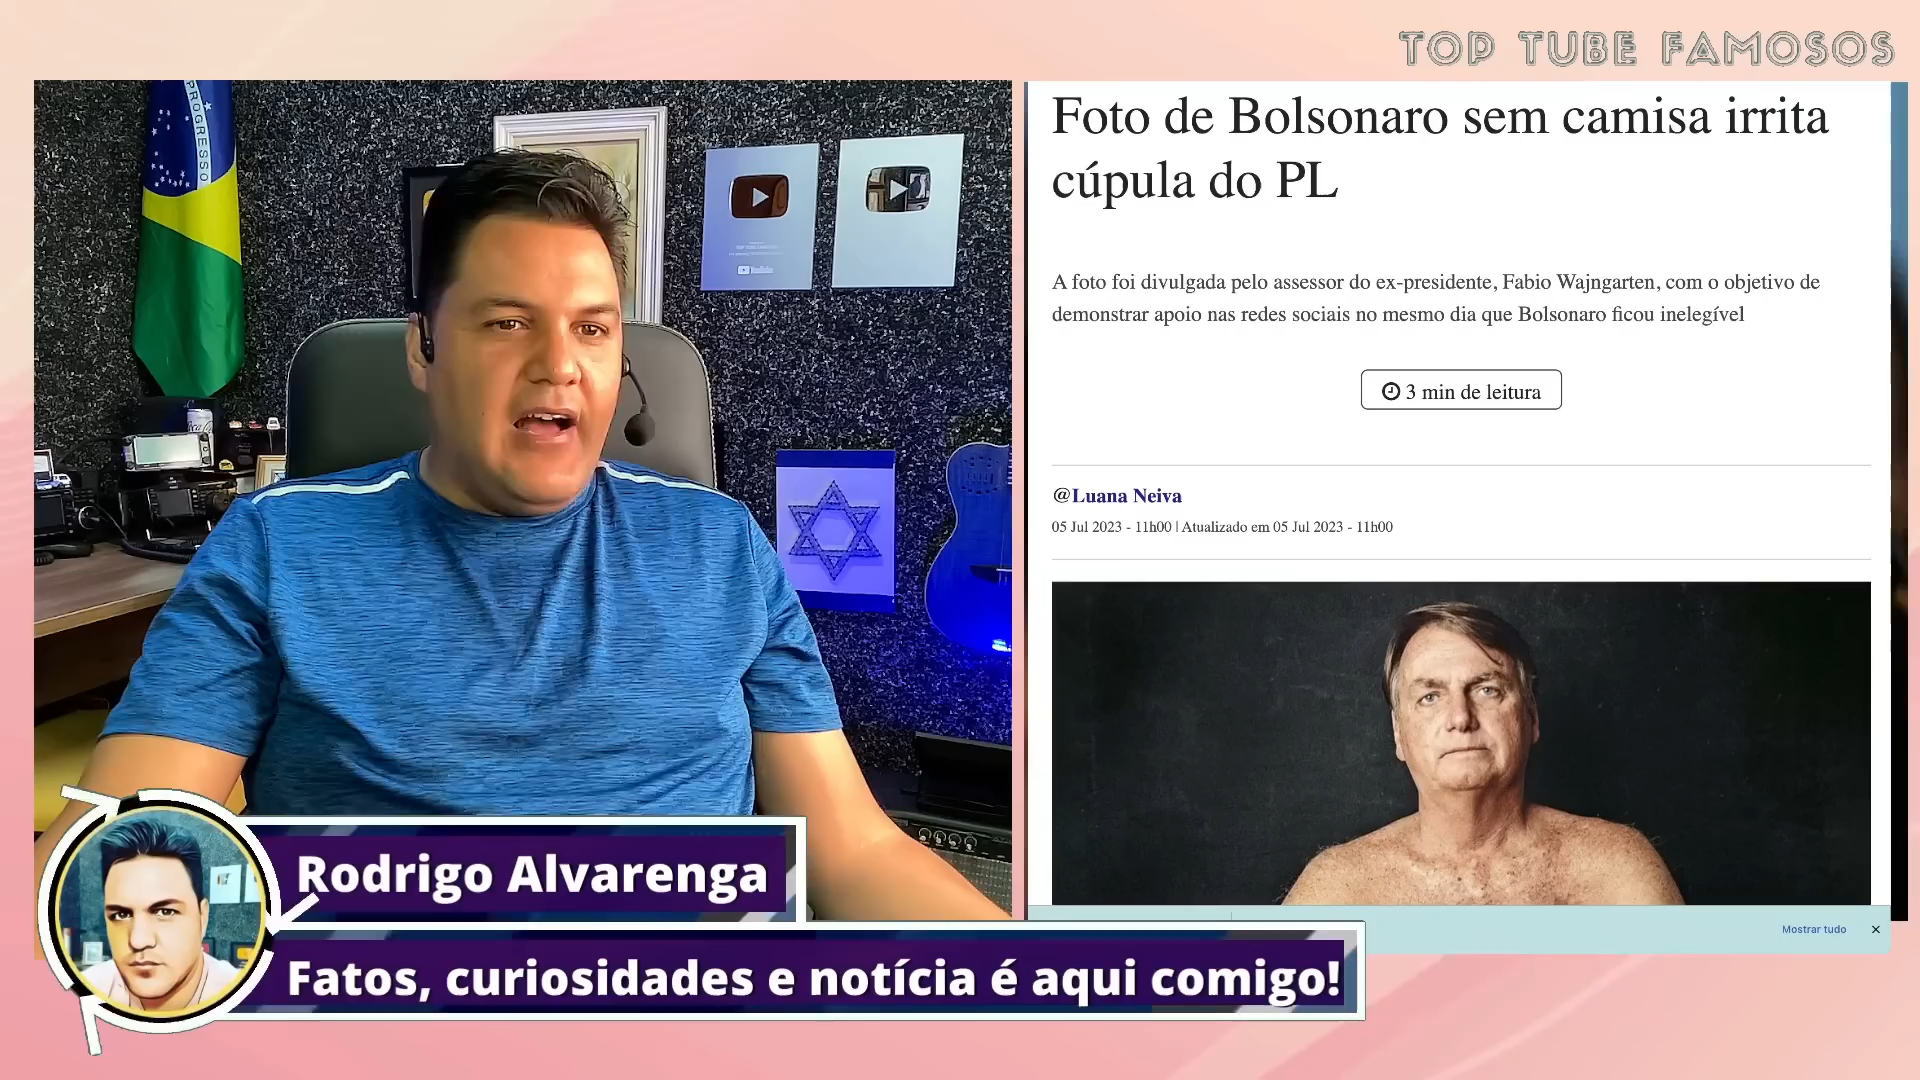 TOP TUBE FAMOSOS
PROGRESSO
Foto de Bolsonaro sem camisa irrita
cúpula do PL
A foto foi divulgada pelo assessor do ex-presidente, Fabio Wajngarten, com o objetivo de
demonstrar apoio nas redes sociais no mesmo dia que Bolsonaro ficou inelegível
3 min de leitura
@Luana Neiva
05 Jul 2023 - 11h00 | Atualizado em 05 Jul 2023 - 11h00
Mostrar tudo
Rodrigo Alvarenga
Fatos, curiosidades e notícia é aqui comigo!